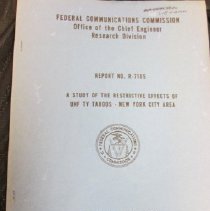 FEDERAL COMMUNICATIONS COMMISSION
Office of the Chief Engineer
Research Division
REPORT NO. R-7105
A STUDY OF THE RESTRICTIVE EFFECTS OF
UHF TV TABOOS - NEW YORK CITY AREA